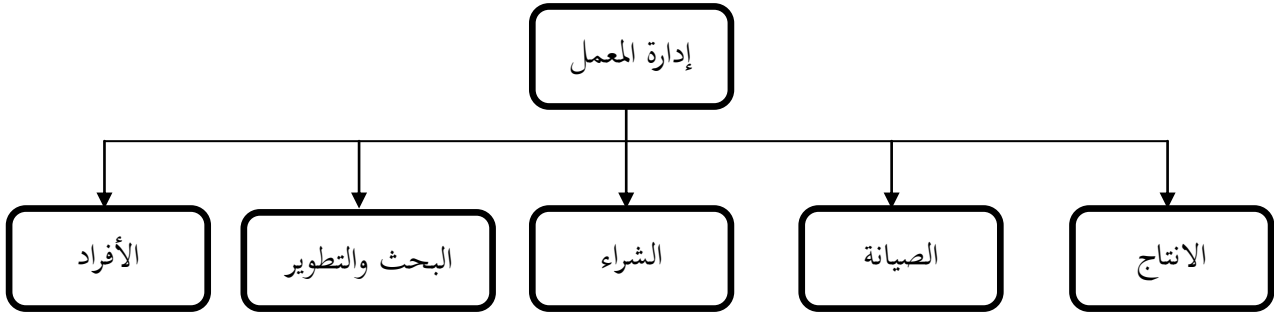 إدارة المعمل
الانتاج
الصيانة
الشراء
البحث والتطوير
الأفراد